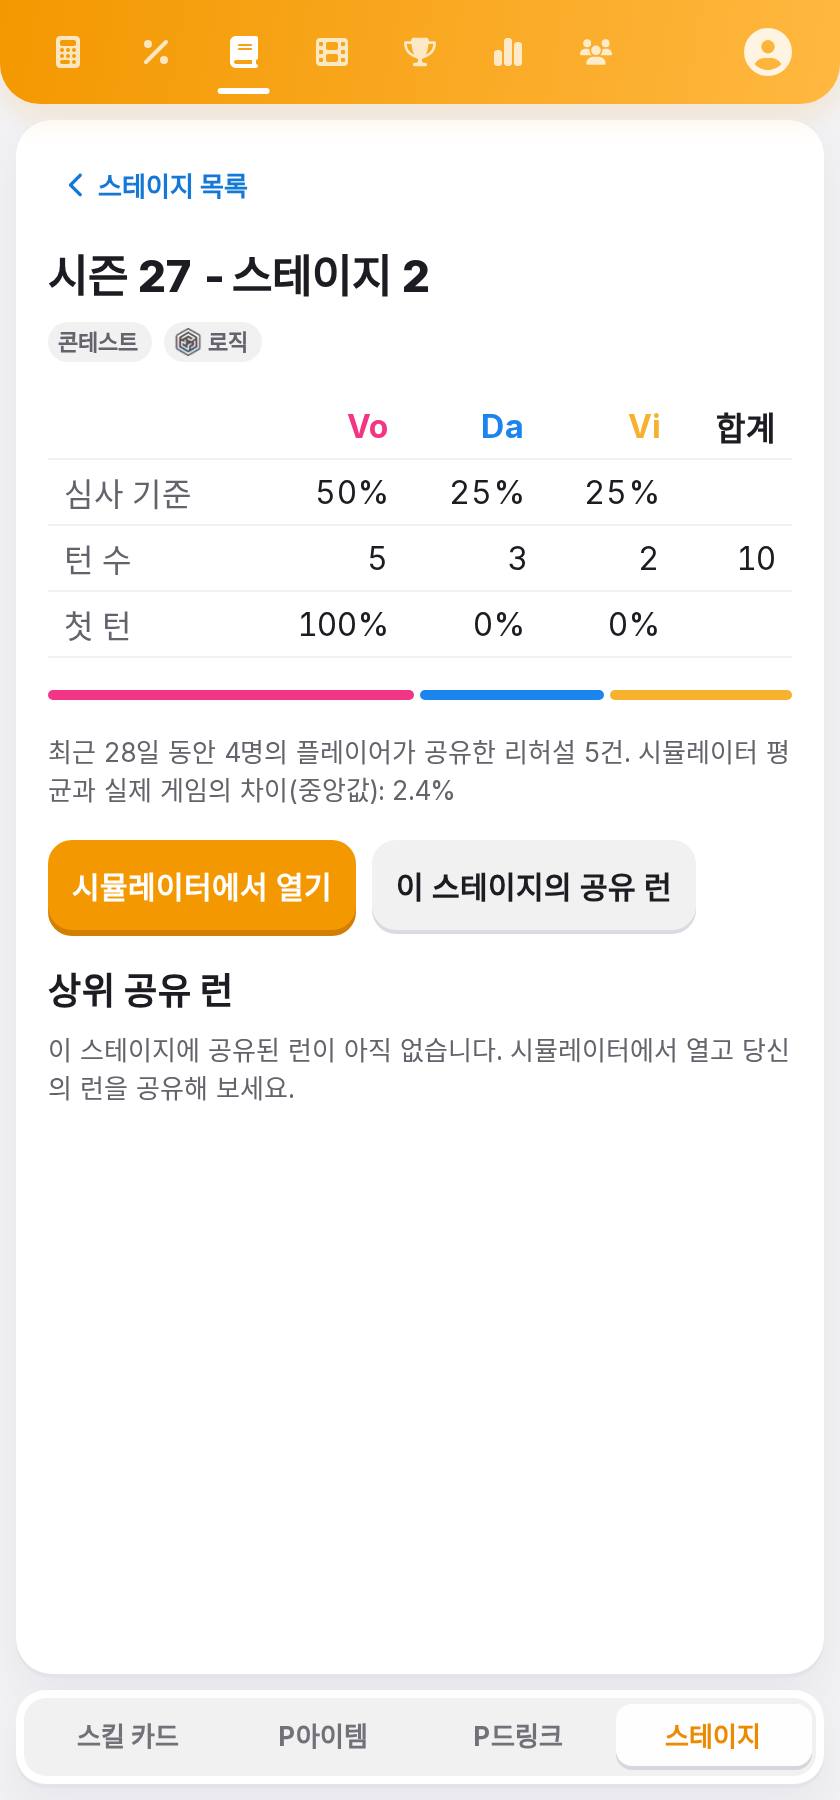 스테이지 목록
시즌 27 - 스테이지 2
콘테스트 로직
Vo Da Vi 합계
심사 기준 50% 25% 25%
턴 수 5 3 2 10
첫 턴 100% 0% 0%
최근 28일 동안 4명의 플레이어가 공유한 리허설 5건. 시뮬레이터 평
균과 실제 게임의 차이(중앙값): 2.4%
시뮬레이터에서 열기 이 스테이지의 공유 런
상위 공유 런
이 스테이지에 공유된 런이 아직 없습니다. 시뮬레이터에서 열고 당신
의 런을 공유해 보세요.
스킬 카드 P아이템 P드링크 스테이지